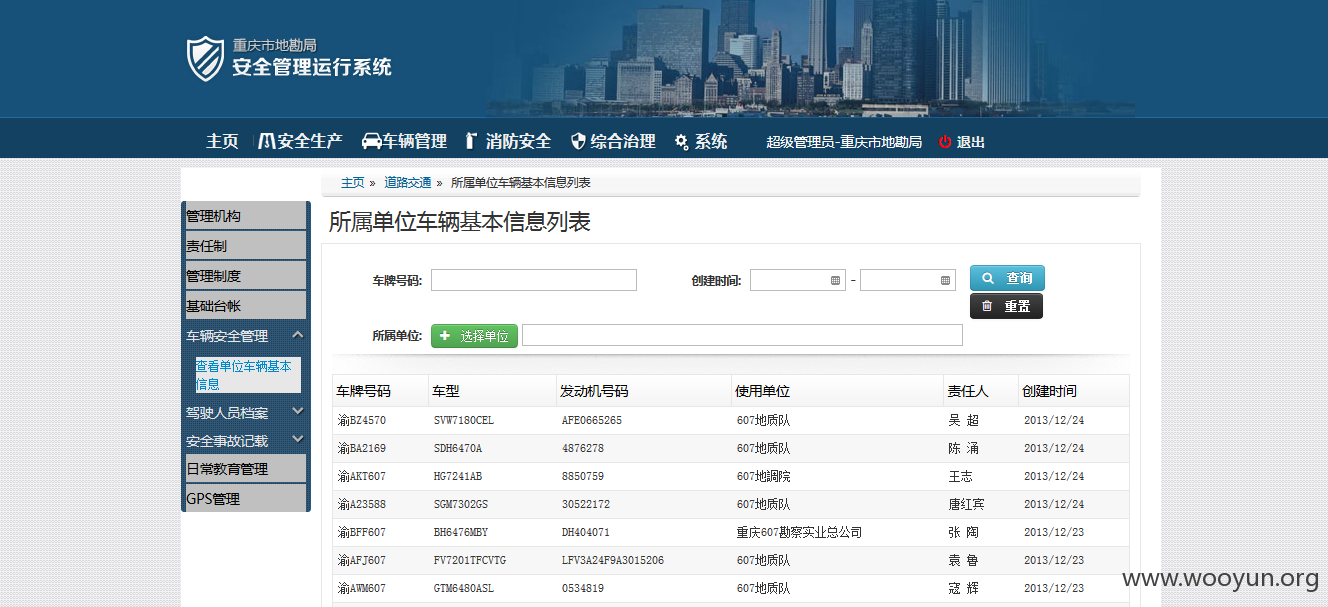 重庆市地勘局
安全管理运行系统
主页 安全生产 车辆管理 消防安全 综合治理 系统 超级管理员-重庆市地勘局 退出
主页 » 道路交通 » 所属单位车辆基本信息列表
管理机构
责任制
管理制度
基础台帐
车辆安全管理
查看单位车辆基本
信息
驾驶人员档案
安全事故记载
日常教育管理
GPS管理
所属单位车辆基本信息列表
车牌号码: 创建时间: - 查询
重置
所属单位: 选择单位
车牌号码 车型 发动机号码 使用单位 责任人 创建时间
渝BZ4570 SVW7180CEL AFE0665265 607地质队 吴 超 2013/12/24
渝BA2169 SDH6470A 4876278 607地质队 陈 涌 2013/12/24
渝AKT607 HG7241AB 8850759 607地調院 王志 2013/12/24
渝A23588 SGM7302GS 30522172 607地质队 唐红宾 2013/12/24
渝BFF607 BH6476MBY DH404071 重庆607勘察实业总公司 张 陶 2013/12/23
渝AFJ607 FV7201TFCVTG LFV3A24F9A3015206 607地质队 袁 鲁 2013/12/23
渝AWM607 GTM6480ASL 0534819 607地质队 寇 辉 2013/12/23
www.wooyun.org